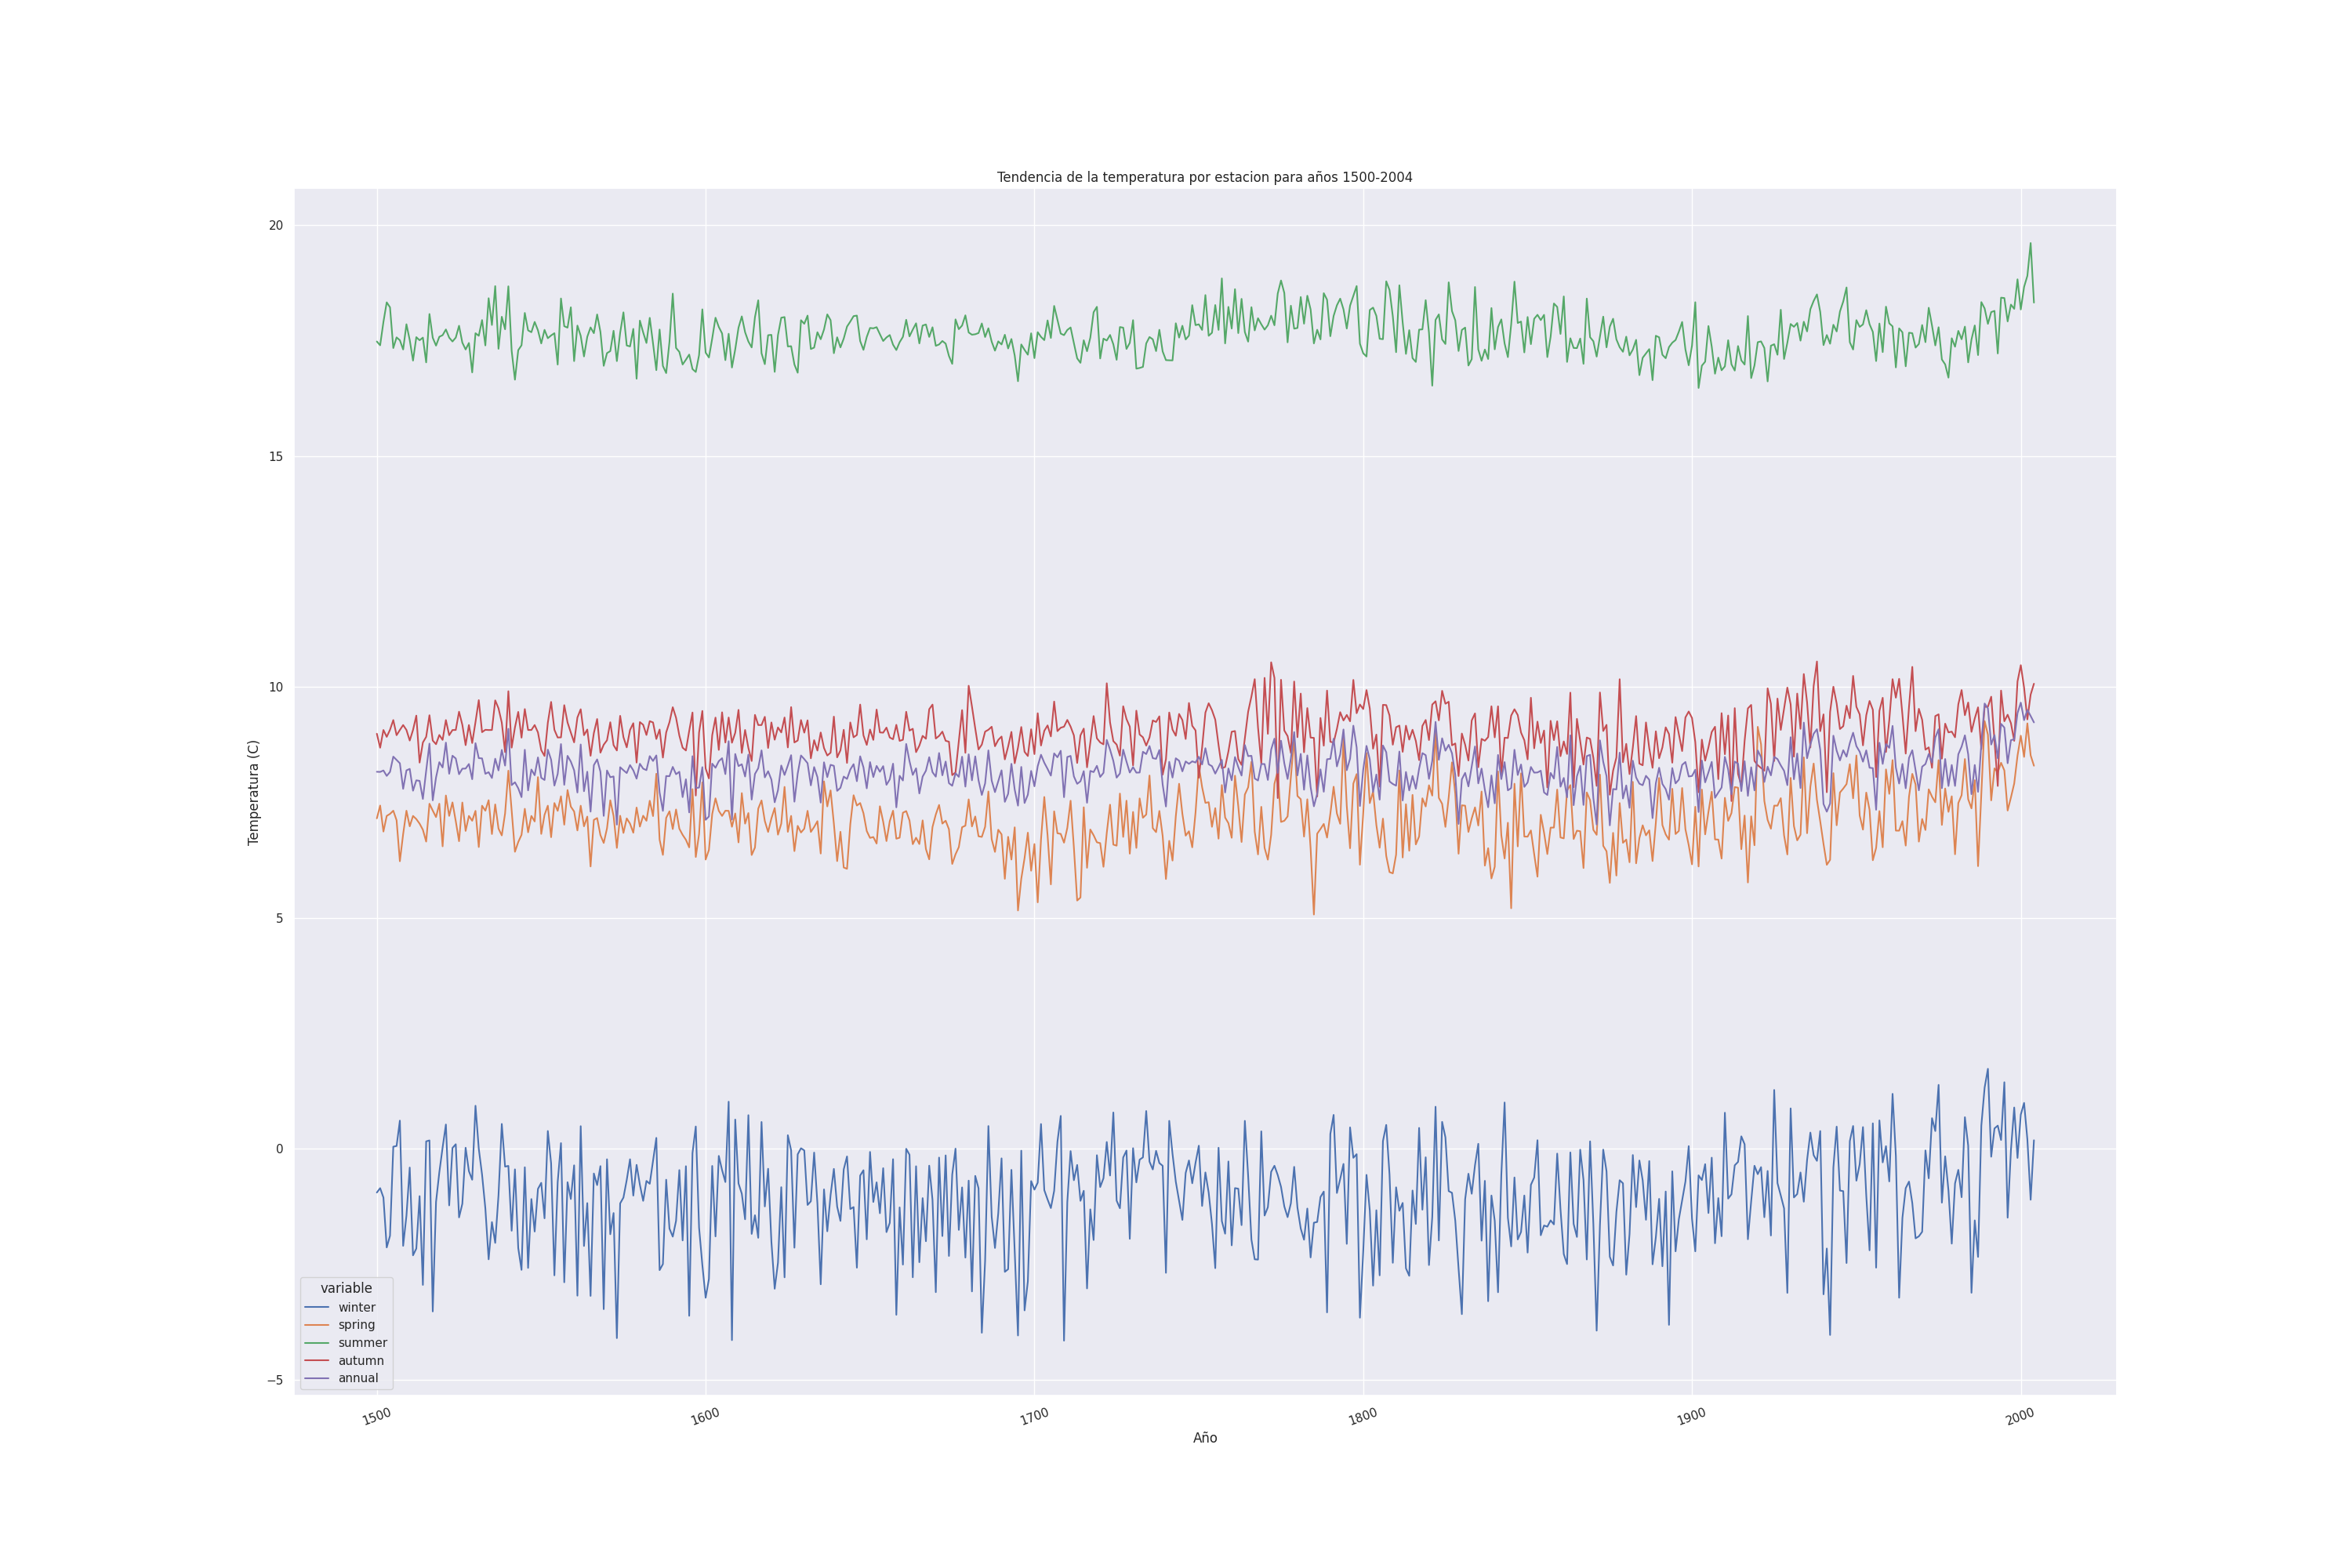 Tendencia de la temperatura por estacion para años 1500-2004
20
15
10
5
0
−5
Temperatura (C)
variable
winter
spring
summer
autumn
annual
1500
1600
1700
1800
1900
2000
Año